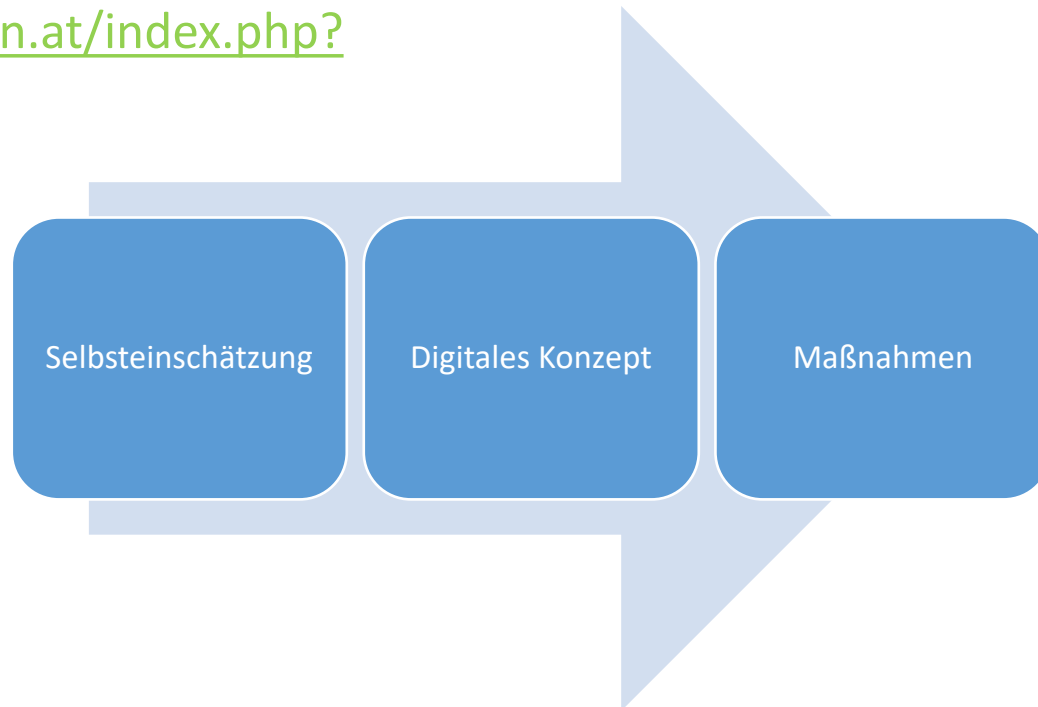 n.at/index.php?
Selbsteinschätzung
Digitales Konzept
Maßnahmen